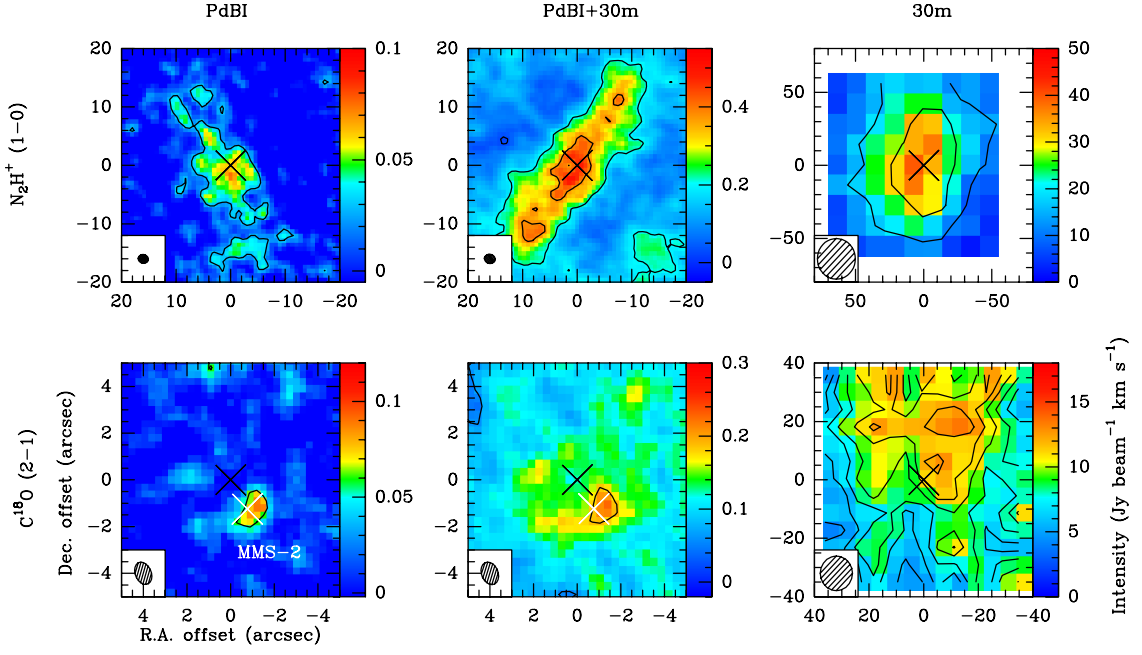 PdBI PdBI+30m 30m
N₂H⁺ (1−0)
20 10 0 −10 −20
20 10 0 −10 −20
0.1 0.05 0
20 10 0 −10 −20
20 10 0 −10 −20
0.4 0.2 0
50 0 −50
50 0 −50
50 40 30 20 10 0
C¹⁸O (2−1)
Dec. offset (arcsec)
4 2 0 −2 −4
4 2 0 −2 −4
R.A. offset (arcsec)
MMS−2
0.1 0.05 0
4 2 0 −2 −4
4 2 0 −2 −4
0.3 0.2 0.1 0
40 20 0 −20 −40
40 20 0 −20 −40
15 10 5 0
Intensity (Jy beam⁻¹ km s⁻¹)